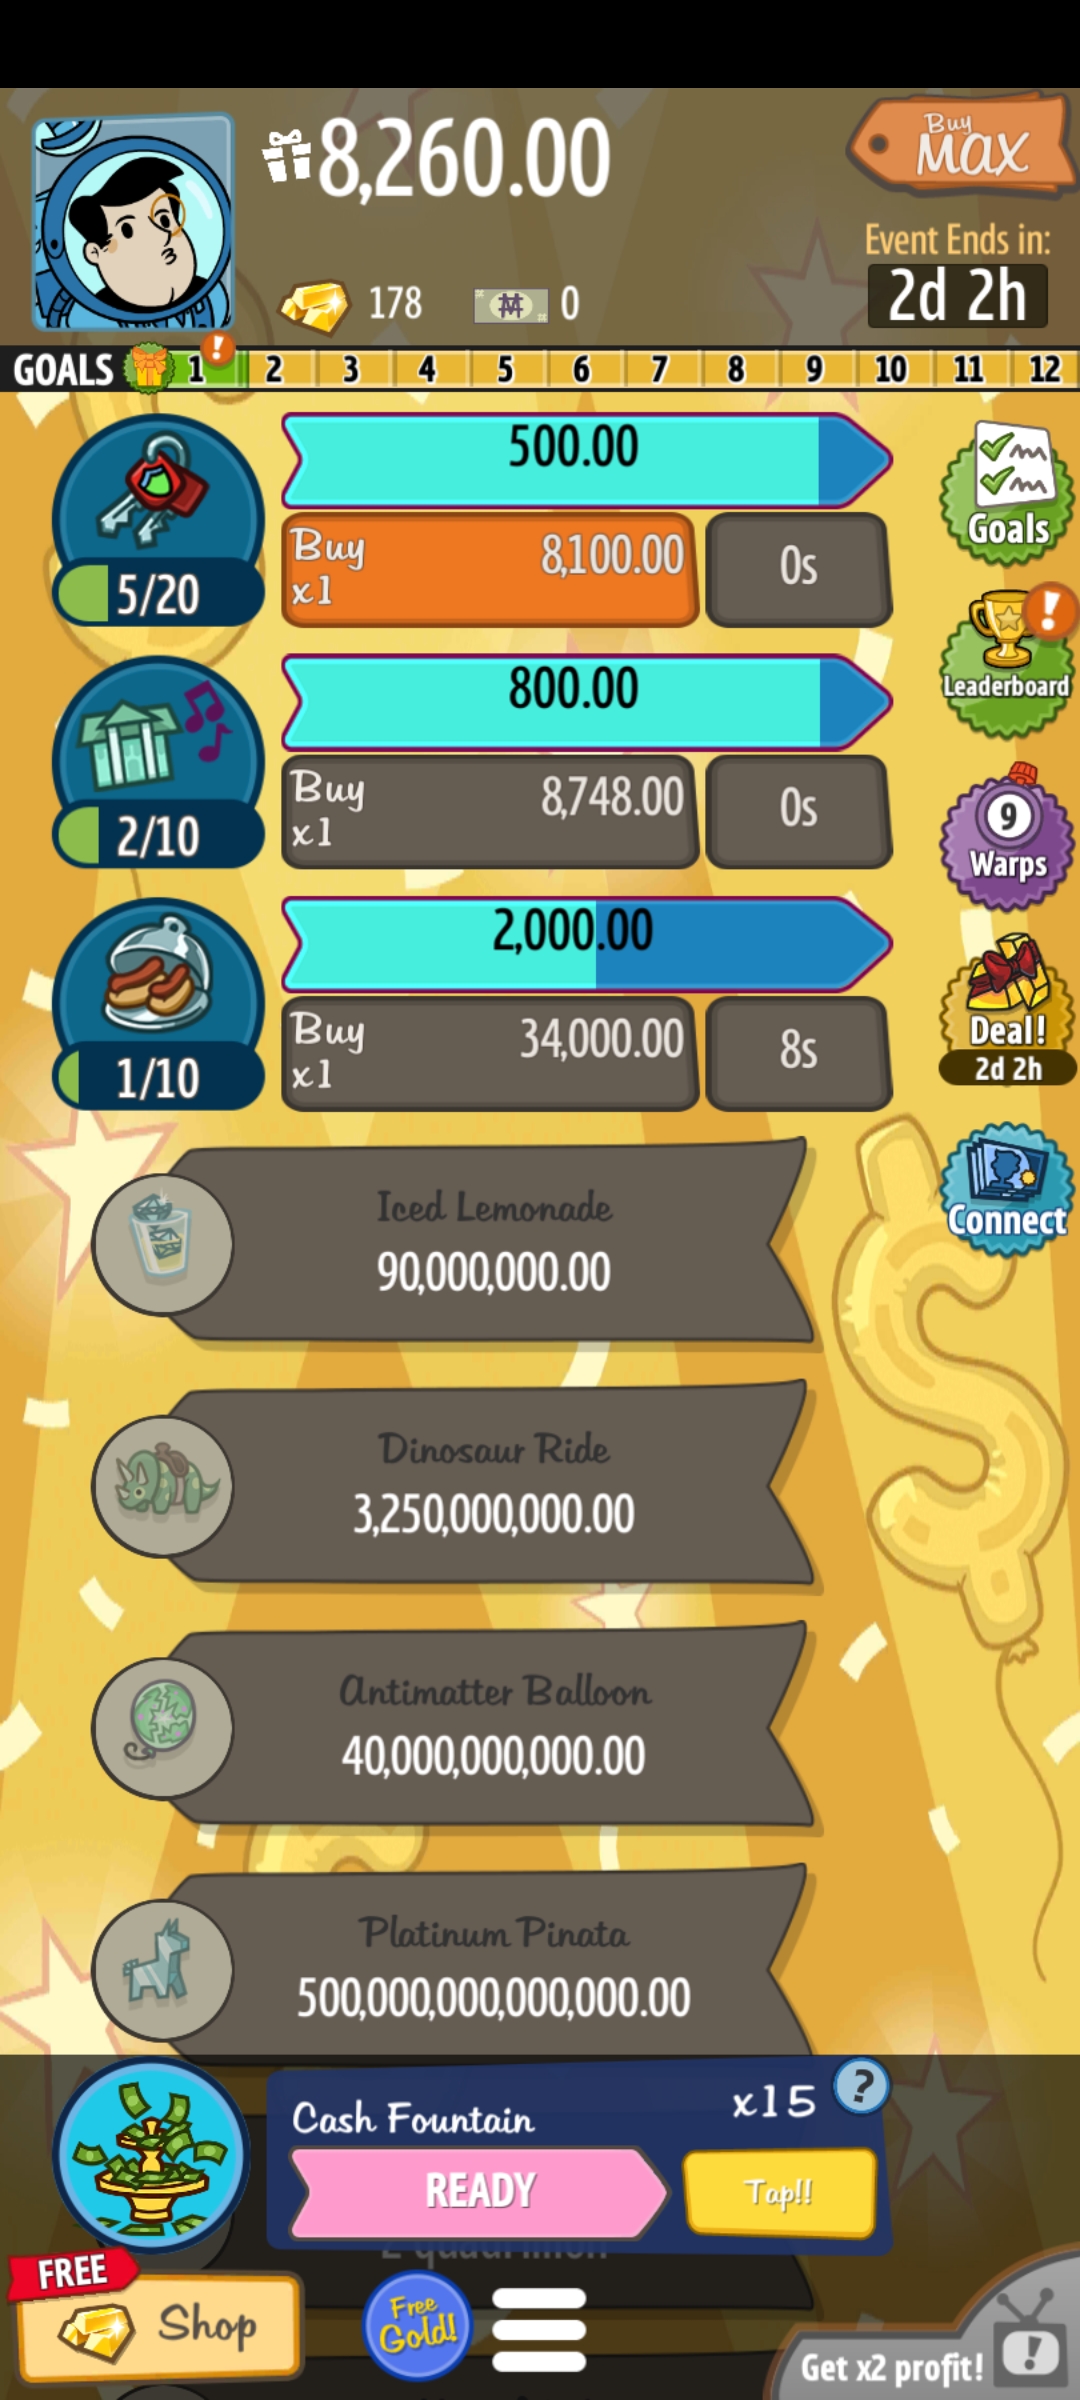 8,260.00
Buy
MAX
Event Ends in:
178
0
2d 2h
GOALS 1 ! 2 3 4 5 6 7 8 9 10 11 12
500.00
Buy
x1
8,100.00
0s
5/20
Goals
!
Leaderboard
800.00
Buy
x1
8,748.00
0s
2/10
9
Warps
2,000.00
Buy
x1
34,000.00
8s
1/10
Deal!
2d 2h
Connect
Iced Lemonade
90,000,000.00
Dinosaur Ride
3,250,000,000.00
Antimatter Balloon
40,000,000,000.00
Platinum Pinata
500,000,000,000,000.00
Cash Fountain
x15
?
READY
Tap!!
FREE
Shop
Free
Gold!
Get x2 profit!
!